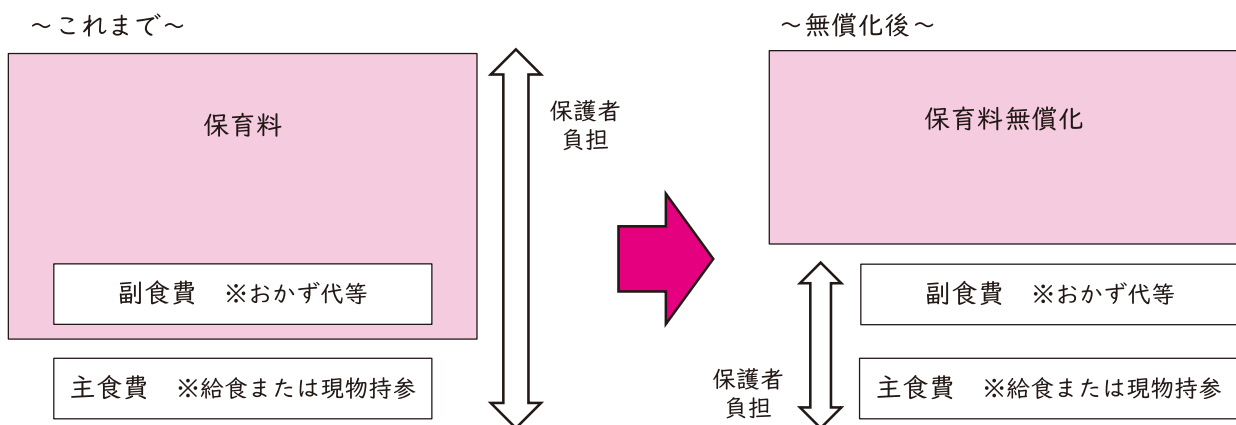 ～これまで～
保育料
副食費　※おかず代等
主食費　※給食または現物持参
保護者
負担
～無償化後～
保育料無償化
副食費　※おかず代等
主食費　※給食または現物持参
保護者
負担